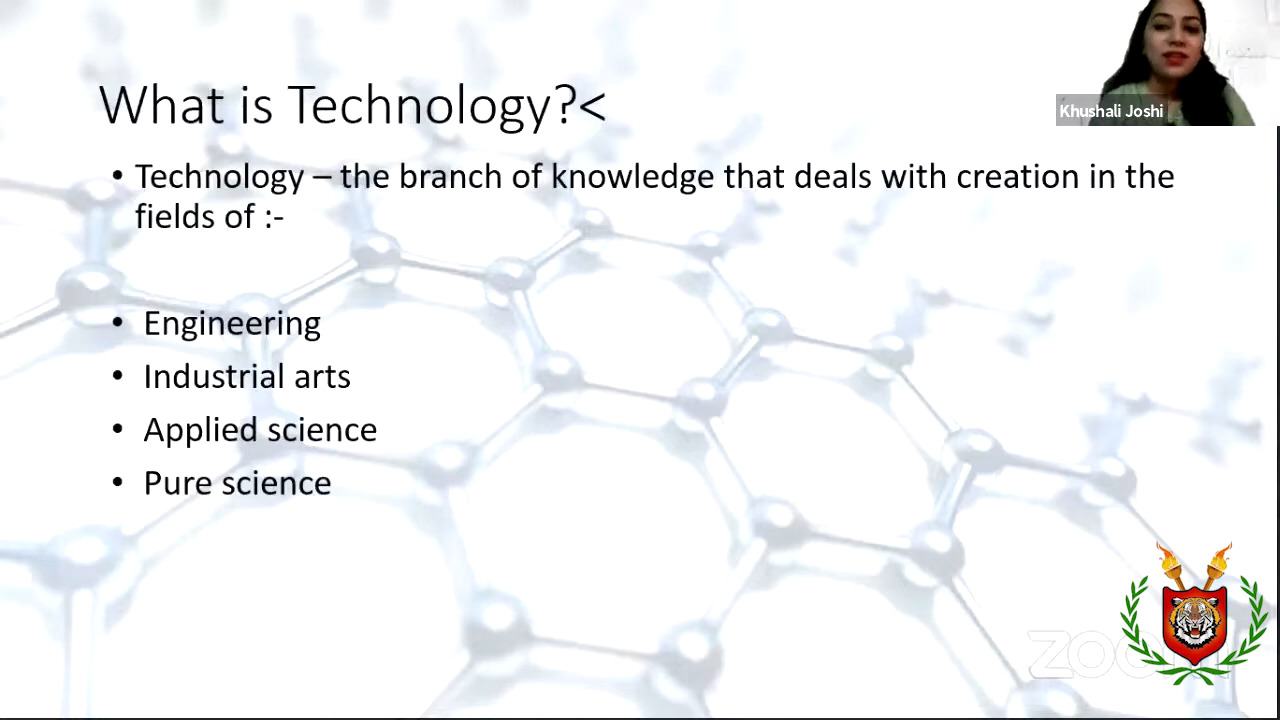 What is Technology?<
Khushali Joshi
• Technology – the branch of knowledge that deals with creation in the
fields of :-
• Engineering
• Industrial arts
• Applied science
• Pure science
zoom